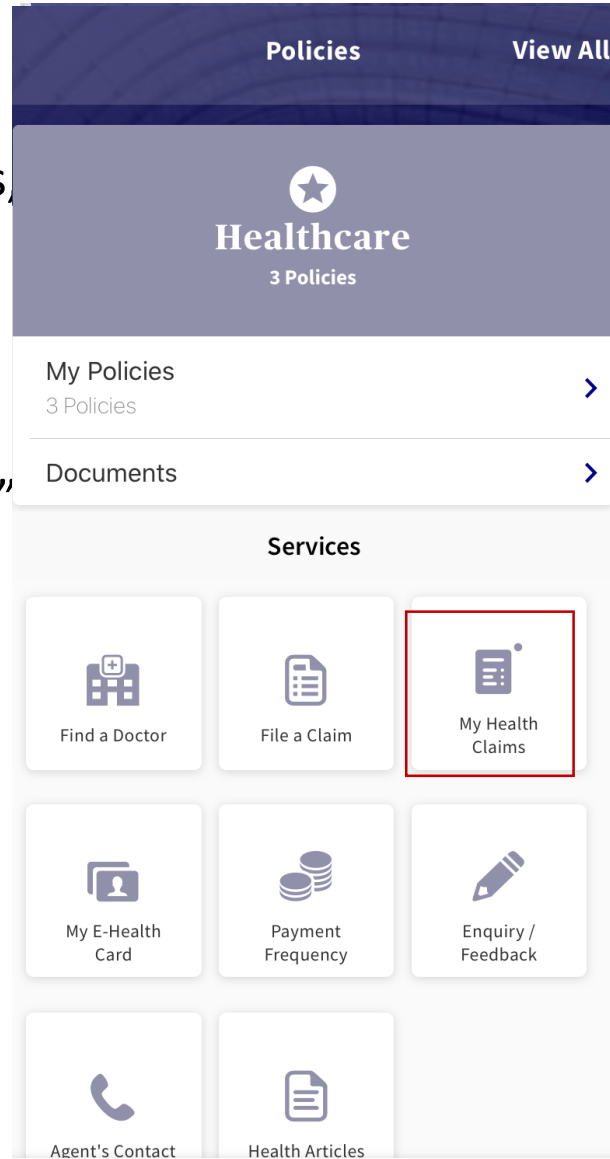 Policies
View All
s,
Healthcare
3 Policies
My Policies
3 Policies
”
Documents
Services
Find a Doctor
File a Claim
My Health
Claims
My E-Health
Card
Payment
Frequency
Enquiry /
Feedback
Agent's Contact
Health Articles